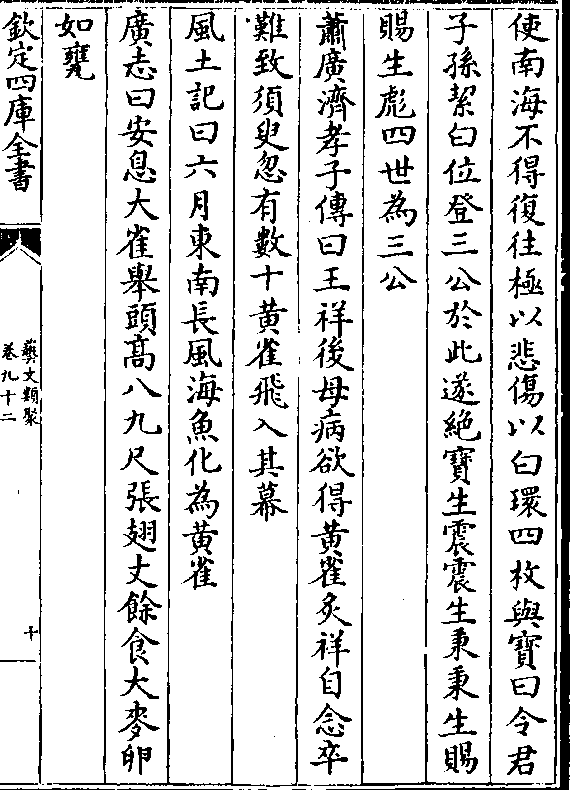 使南海不得復往極以悲傷以白環四枚與寳曰令君
子孫絜白位登三公於此遂絶寳生震震生秉秉生賜
賜生彪四世為三公
蕭廣濟孝子傳曰王祥後母病欲得黄雀炙祥自念卒
難致須臾忽有數十黄雀飛入其幕
風土記曰六月東南長風海魚化為黄雀
廣志曰安息大雀舉頭高八九尺張翅丈餘食大麥卵
如甕
欽定四庫全書
藝文類聚
卷九十二
十